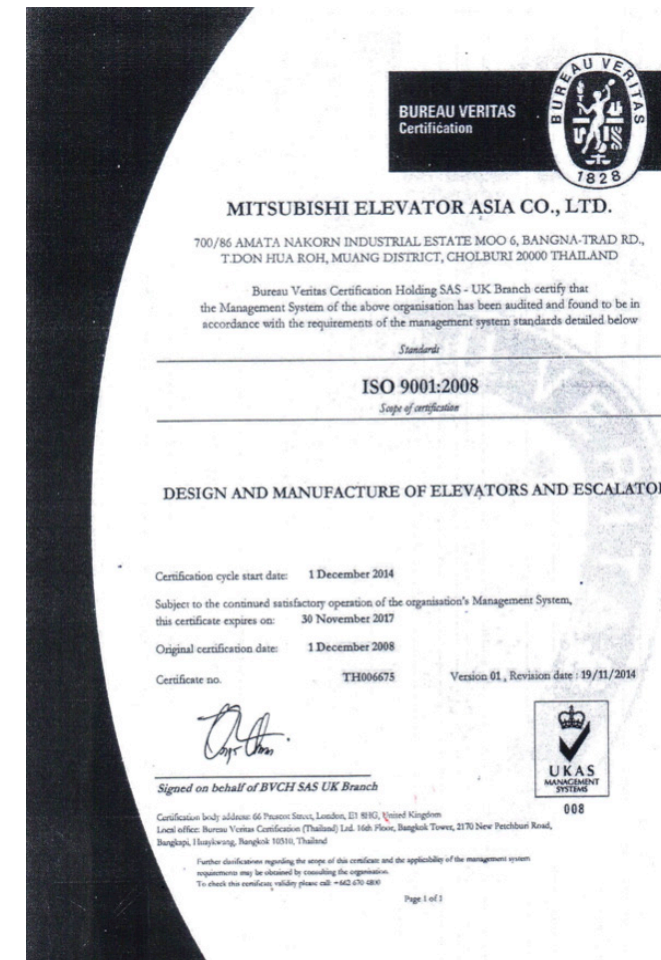 BUREAU VERITAS
Certification
BUREAU VERITAS
1828
MITSUBISHI ELEVATOR ASIA CO., LTD.
700/86 AMATA NAKORN INDUSTRIAL ESTATE MOO 6, BANGNA-TRAD RD.,
T.DON HUA ROH, MUANG DISTRICT, CHOLBURI 20000 THAILAND
Bureau Veritas Certification Holding SAS - UK Branch certify that
the Management System of the above organisation has been audited and found to be in
accordance with the requirements of the management system standards detailed below
Standards
ISO 9001:2008
Scope of certification
DESIGN AND MANUFACTURE OF ELEVATORS AND ESCALATO
Certification cycle start date: 1 December 2014
Subject to the continued satisfactory operation of the organisation's Management System,
this certificate expires on: 30 November 2017
Original certification date: 1 December 2008
Certificate no. TH006675 Version 01, Revision date : 19/11/2014
UKAS
MANAGEMENT
SYSTEMS
008
Signed on behalf of BVCH SAS UK Branch
Certification body address: 66 Prescot Street, London, E1 8HG, United Kingdom
Local office: Bureau Veritas Certification (Thailand) Ltd. 16th Floor, Bangkok Tower, 2170 New Petchburi Road,
Bangkapi, Huaykwang, Bangkok 10310, Thailand
Further clarifications regarding the scope of this certificate and the applicability of the management system
requirements may be obtained by consulting the organisation.
To check this certificate validity please call: +662 670 4800
Page 1 of 1